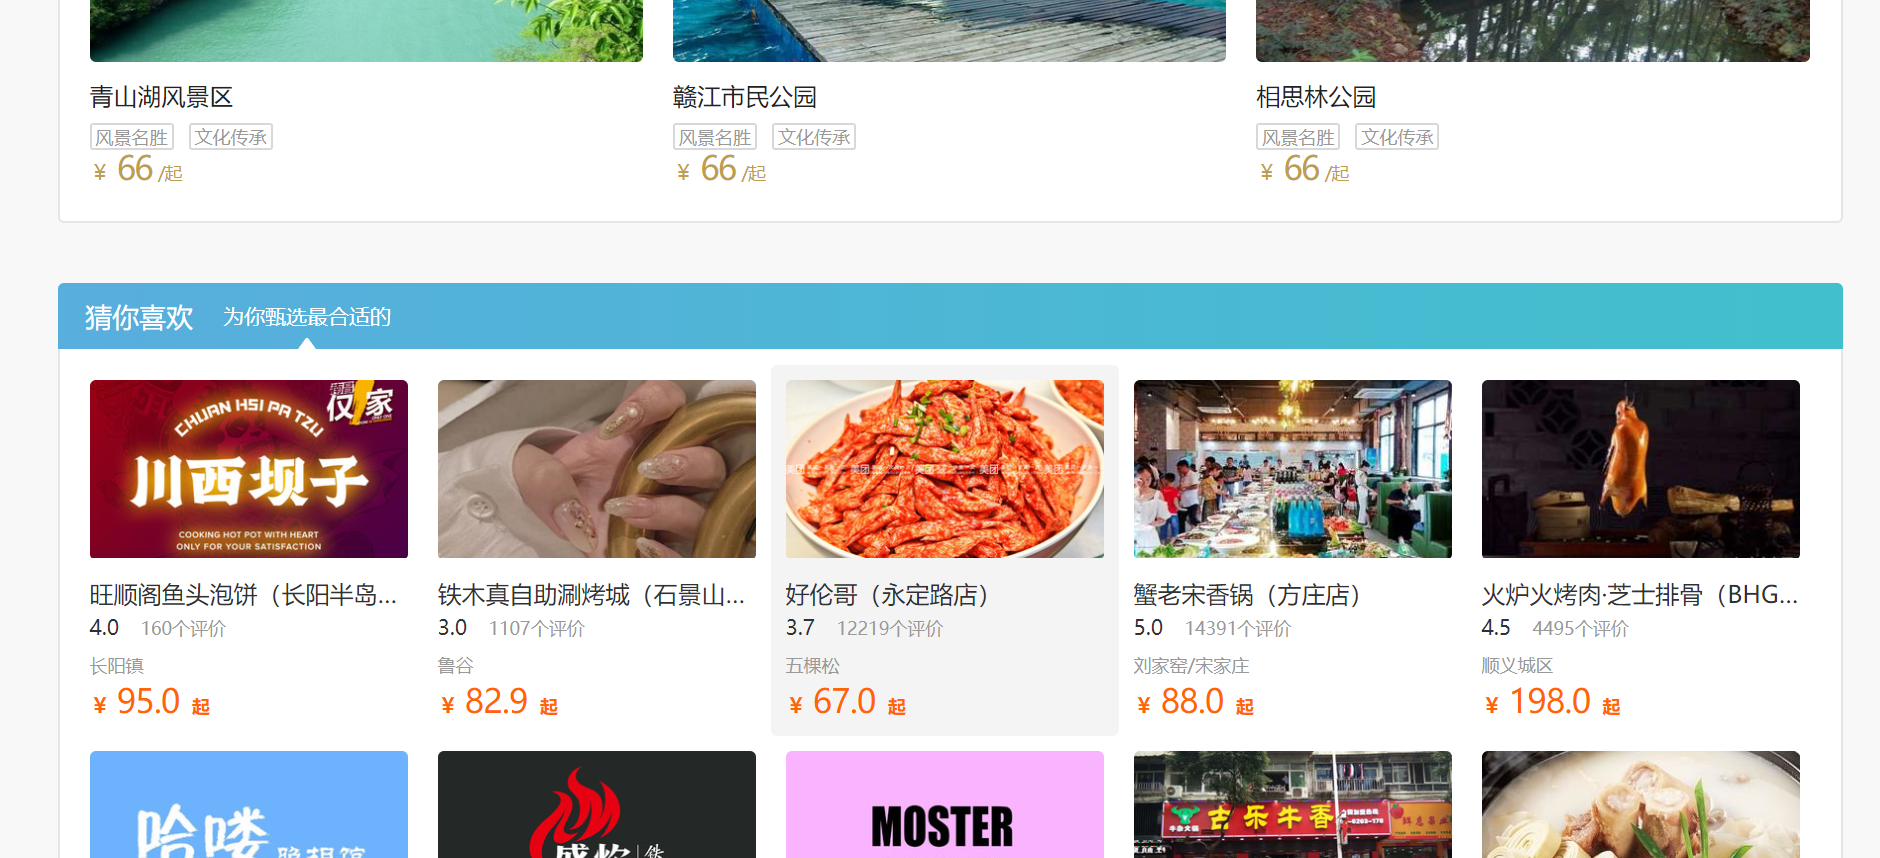 青山湖风景区
风景名胜 文化传承
¥ 66 /起
赣江市民公园
风景名胜 文化传承
¥ 66 /起
相思林公园
风景名胜 文化传承
¥ 66 /起
猜你喜欢 为你甄选最合适的
CHUAN HSI PA TZU
仅1家
川西坝子
COOKING HOT POT WITH HEART
ONLY FOR YOUR SATISFACTION
旺顺阁鱼头泡饼（长阳半岛...
4.0 160个评价
长阳镇
¥ 95.0 起
铁木真自助涮烤城（石景山...
3.0 1107个评价
鲁谷
¥ 82.9 起
美团 美团 美团 美团 美团
好伦哥（永定路店）
3.7 12219个评价
五棵松
¥ 67.0 起
蟹老宋香锅（方庄店）
5.0 14391个评价
刘家窑/宋家庄
¥ 88.0 起
火炉火烤肉·芝士排骨（BHG...
4.5 4495个评价
顺义城区
¥ 198.0 起
哈喽
MOSTER
古乐牛香